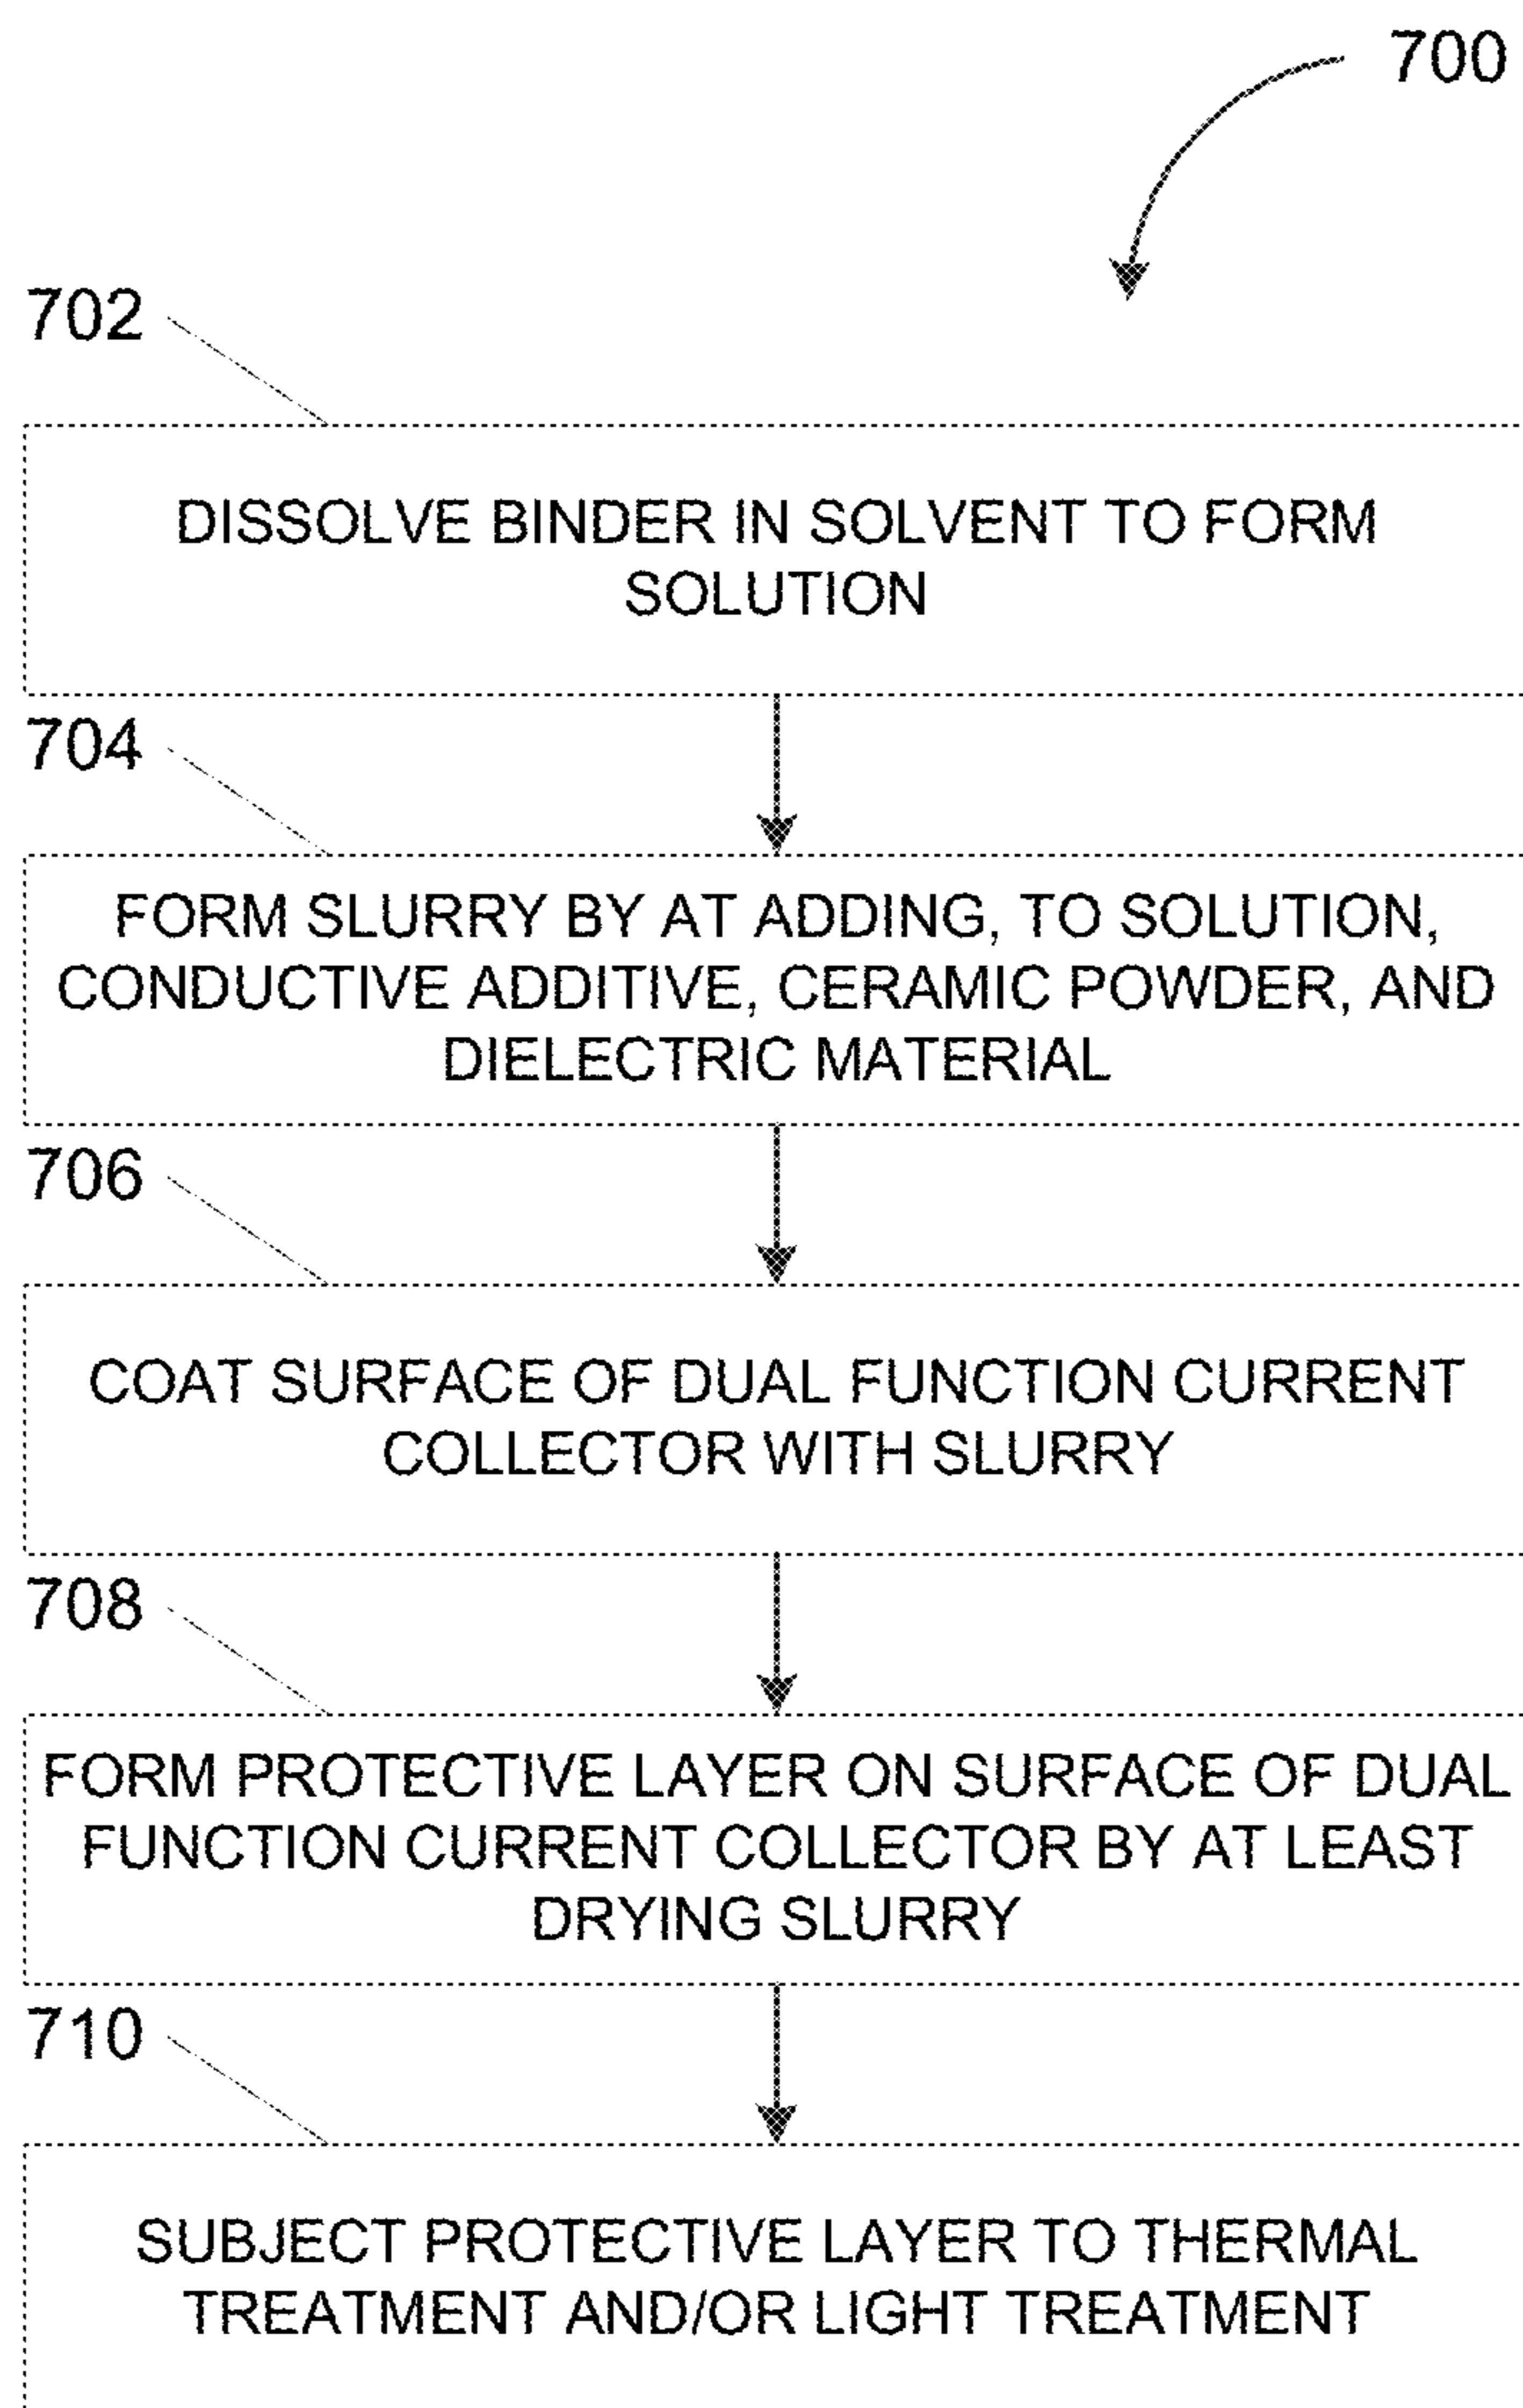 700
702
DISSOLVE BINDER IN SOLVENT TO FORM
SOLUTION
704
FORM SLURRY BY AT ADDING, TO SOLUTION,
CONDUCTIVE ADDITIVE, CERAMIC POWDER, AND
DIELECTRIC MATERIAL
706
COAT SURFACE OF DUAL FUNCTION CURRENT
COLLECTOR WITH SLURRY
708
FORM PROTECTIVE LAYER ON SURFACE OF DUAL
FUNCTION CURRENT COLLECTOR BY AT LEAST
DRYING SLURRY
710
SUBJECT PROTECTIVE LAYER TO THERMAL
TREATMENT AND/OR LIGHT TREATMENT